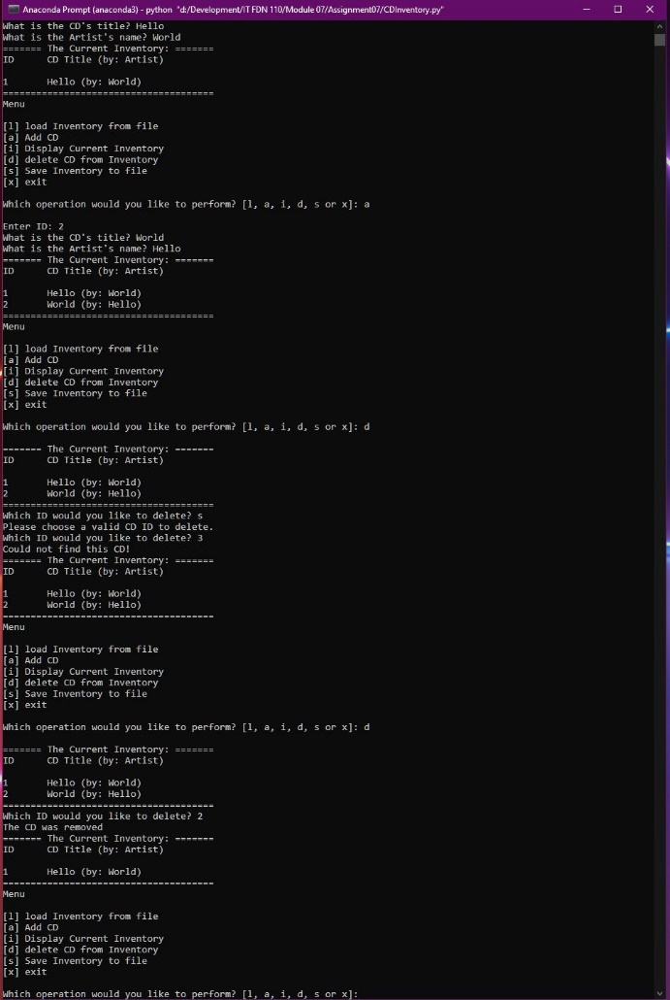 Anaconda Prompt (anaconda3) - python "d:/Development/IT FDN 110/Module 07/Assignment07/CDInventory.py"
What is the CD's title? Hello
What is the Artist's name? World
======= The Current Inventory: =======
ID CD Title (by: Artist)
1 Hello (by: World)
======================================
Menu
[l] load Inventory from file
[a] Add CD
[i] Display Current Inventory
[d] delete CD from Inventory
[s] Save Inventory to file
[x] exit
Which operation would you like to perform? [l, a, i, d, s or x]: a
Enter ID: 2
What is the CD's title? World
What is the Artist's name? Hello
======= The Current Inventory: =======
ID CD Title (by: Artist)
1 Hello (by: World)
2 World (by: Hello)
======================================
Menu
[l] load Inventory from file
[a] Add CD
[i] Display Current Inventory
[d] delete CD from Inventory
[s] Save Inventory to file
[x] exit
Which operation would you like to perform? [l, a, i, d, s or x]: d
======= The Current Inventory: =======
ID CD Title (by: Artist)
1 Hello (by: World)
2 World (by: Hello)
======================================
Which ID would you like to delete? s
Please choose a valid CD ID to delete.
Which ID would you like to delete? 3
Could not find this CD!
======= The Current Inventory: =======
ID CD Title (by: Artist)
1 Hello (by: World)
2 World (by: Hello)
======================================
Menu
[l] load Inventory from file
[a] Add CD
[i] Display Current Inventory
[d] delete CD from Inventory
[s] Save Inventory to file
[x] exit
Which operation would you like to perform? [l, a, i, d, s or x]: d
======= The Current Inventory: =======
ID CD Title (by: Artist)
1 Hello (by: World)
2 World (by: Hello)
======================================
Which ID would you like to delete? 2
The CD was removed
======= The Current Inventory: =======
ID CD Title (by: Artist)
1 Hello (by: World)
======================================
Menu
[l] load Inventory from file
[a] Add CD
[i] Display Current Inventory
[d] delete CD from Inventory
[s] Save Inventory to file
[x] exit
Which operation would you like to perform? [l, a, i, d, s or x]: